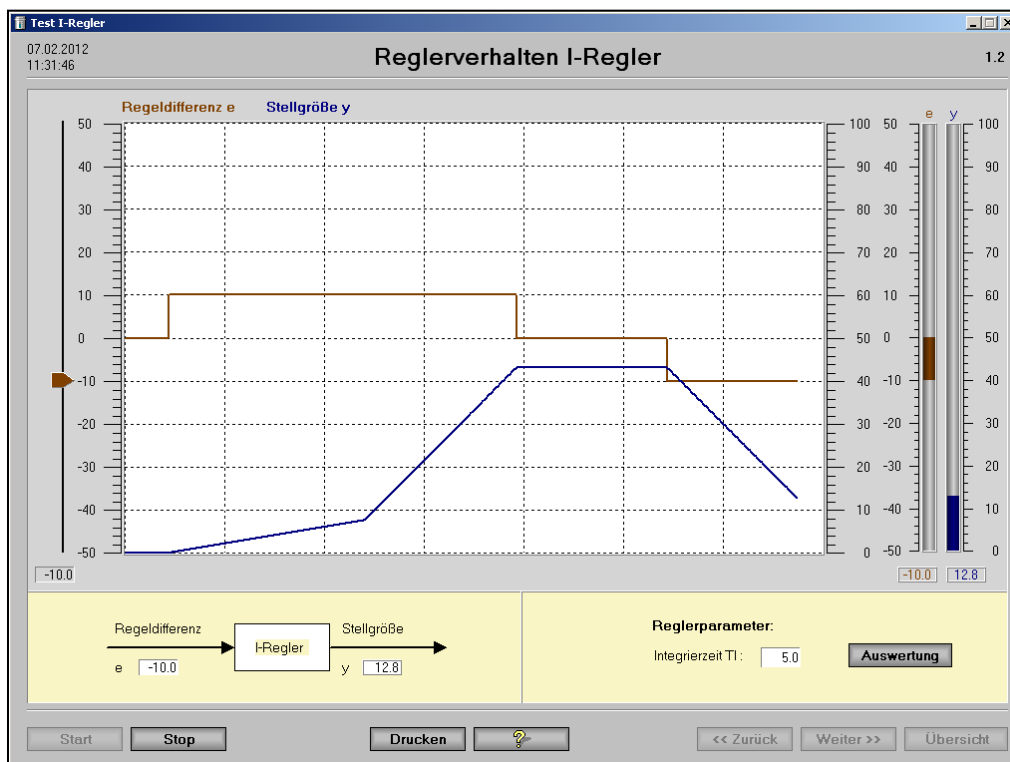 Test I-Regler
07.02.2012
11:31:46
Reglerverhalten I-Regler
1.2
Regeldifferenz e
Stellgröße y
e
y
50
40
30
20
10
0
-10
-20
-30
-40
-50
100
90
80
70
60
50
40
30
20
10
0
50
40
30
20
10
0
-10
-20
-30
-40
-50
100
90
80
70
60
50
40
30
20
10
0
-10.0
-10.0
12.8
Regeldifferenz
e -10.0
I-Regler
Stellgröße
y 12.8
Reglerparameter:
Integrierzeit TI : 5.0
Auswertung
Start
Stop
Drucken
?
<< Zurück
Weiter >>
Übersicht